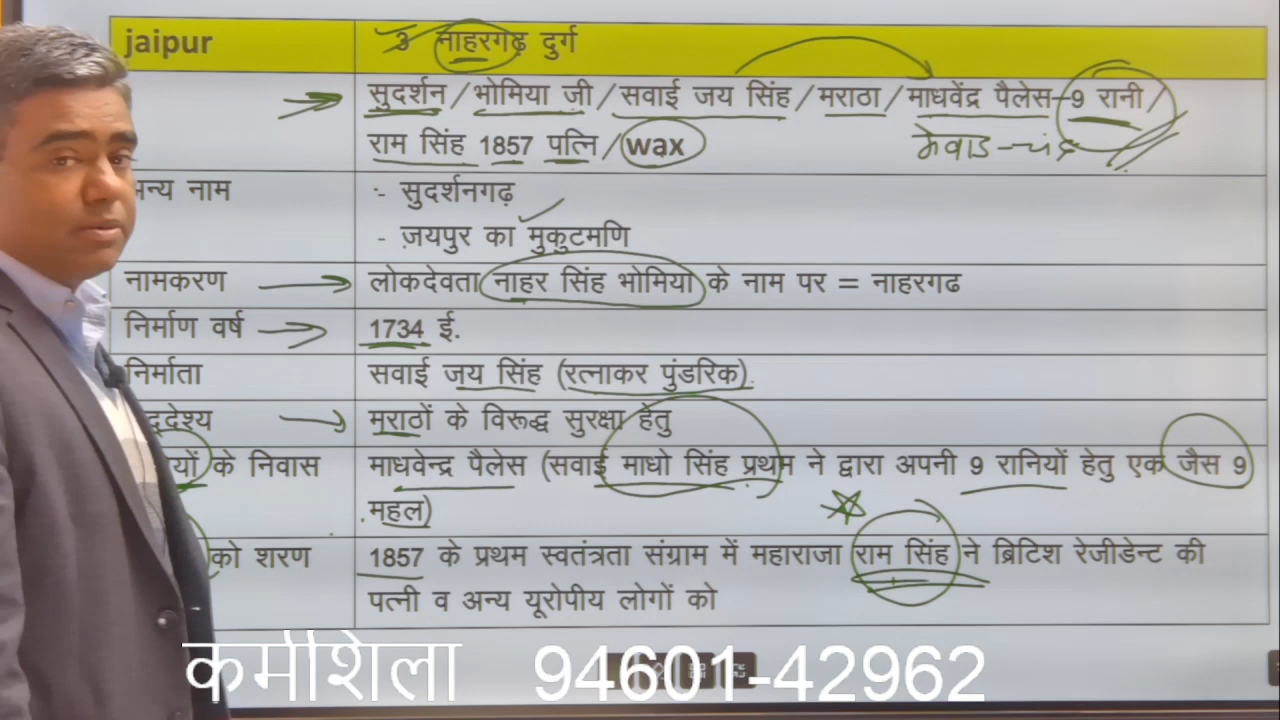 jaipur 3 नाहरगढ़ दुर्ग
सुदर्शन / भोमिया जी / सवाई जय सिंह / मराठा / माधवेंद्र पैलेस-9 रानी /
राम सिंह 1857 पत्नि / wax
अन्य नाम :- सुदर्शनगढ़
- ज़यपुर का मुकुटमणि
नामकरण लोकदेवता नाहर सिंह भोमिया के नाम पर = नाहरगढ
निर्माण वर्ष 1734 ई.
निर्माता सवाई जय सिंह (रत्नाकर पुंडरिक).
द्देश्य मराठों के विरूद्ध सुरक्षा हेतु
यों के निवास माधवेन्द्र पैलेस (सवाई माधो सिंह प्रथम ने द्वारा अपनी 9 रानियों हेतु एक जैस 9
महल)
को शरण 1857 के प्रथम स्वतंत्रता संग्राम में महाराजा राम सिंह ने ब्रिटिश रेजीडेन्ट की
पत्नी व अन्य यूरोपीय लोगों को
कर्मशिला 94601-42962